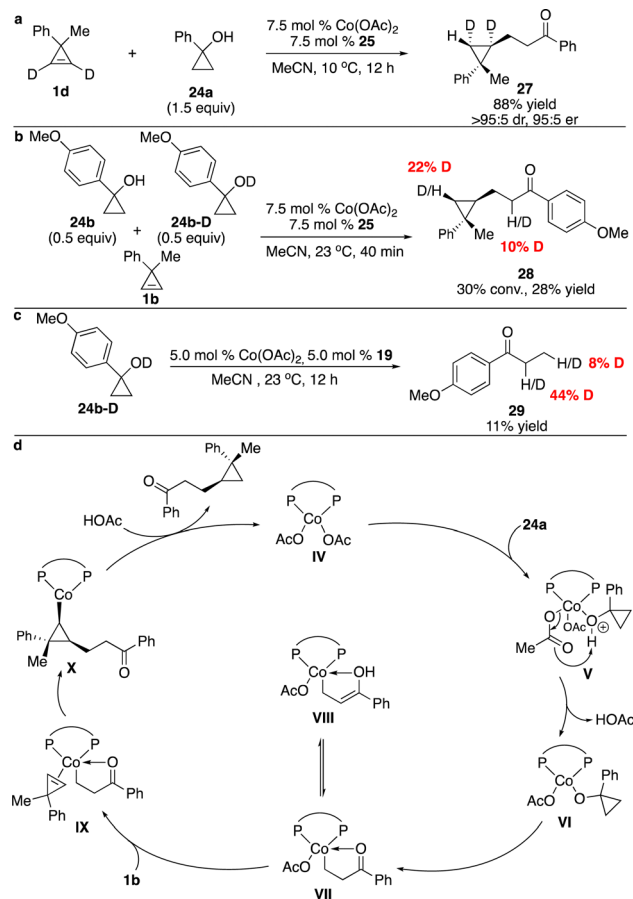 a
Ph Me
D D
1d
+
Ph OH
24a
(1.5 equiv)
7.5 mol % Co(OAc)2
7.5 mol % 25
MeCN, 10 °C, 12 h
D D O
H
Ph
Ph Me
27
88% yield
>95:5 dr, 95:5 er
b
MeO
OH
24b
(0.5 equiv)
MeO
OD
24b-D
(0.5 equiv)
+
Ph Me
1b
7.5 mol % Co(OAc)2
7.5 mol % 25
MeCN, 23 °C, 40 min
22% D
D/H
O
H/D
Ph Me
OMe
10% D
28
30% conv., 28% yield
c
MeO
OD
24b-D
5.0 mol % Co(OAc)2, 5.0 mol % 19
MeCN , 23 °C, 12 h
O
H/D 8% D
H/D
MeO
44% D
29
11% yield
d
Ph Me
O
Ph
HOAc
P P
Co
AcO OAc
IV
24a
P P
Co
Ph
O
OAc
O
H
⊕
Me
O
V
HOAc
P P
Co
Ph
AcO O
VI
P P
Co
OH
AcO
Ph
VIII
P P
Co
O
AcO
Ph
VII
1b
P P
Co
O
Ph
Me
Ph
IX
P P
Co
Ph
Me
Ph
O
X